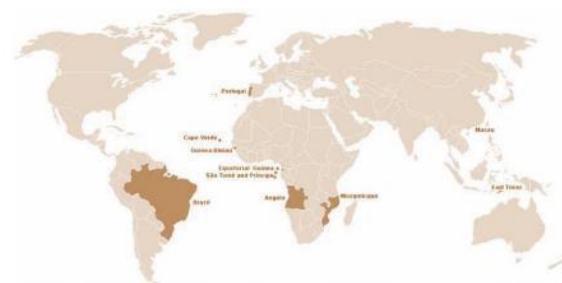 Portugal
Macau
Cape Verde
Guinea-Bissau
Equatorial Guinea
São Tomé and Príncipe
East Timor
Angola
Mozambique
Brazil